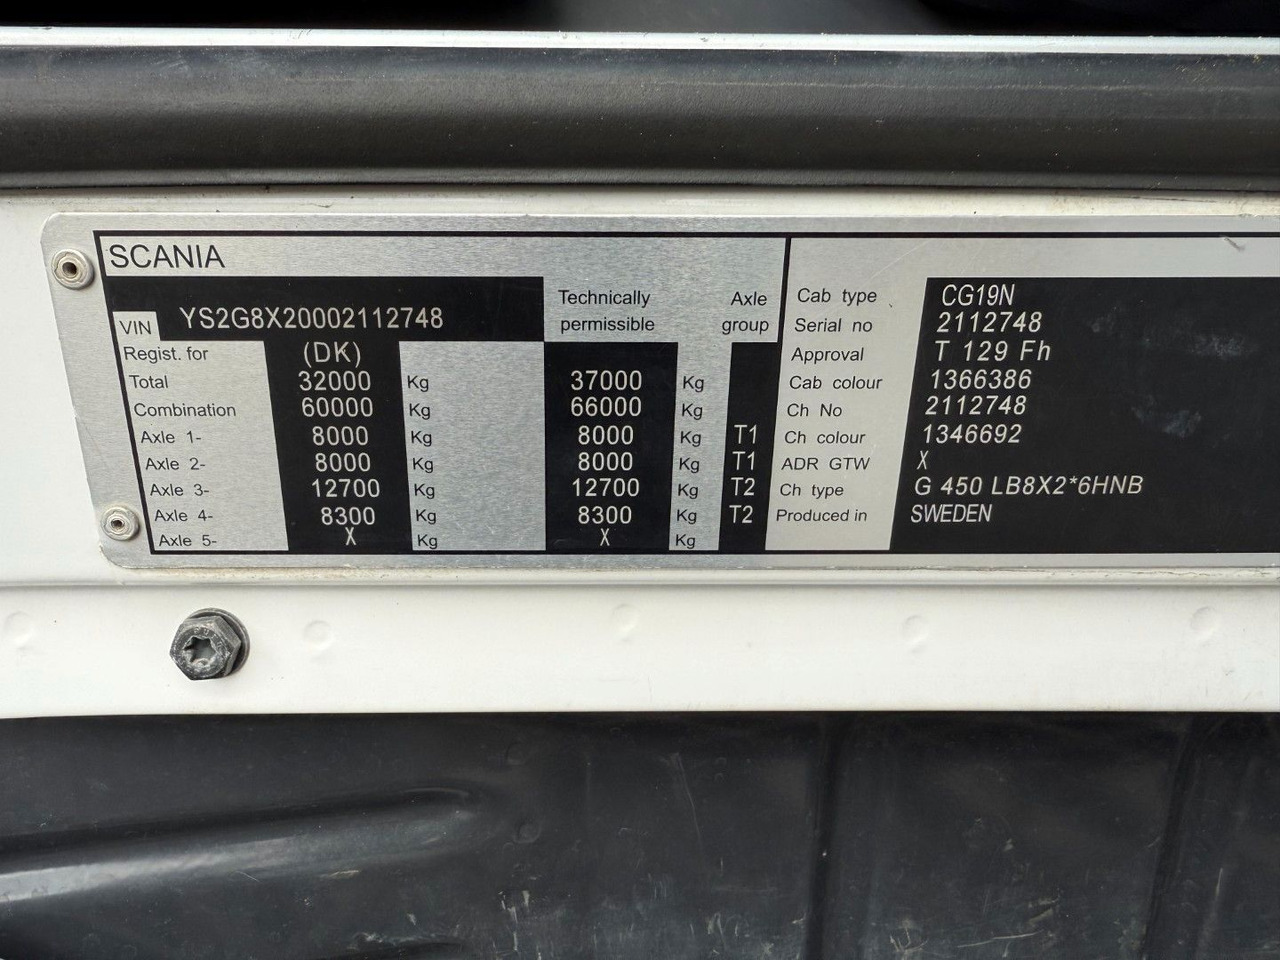 SCANIA
VIN YS2G8X20002112748 Technically permissible Axle group
Regist. for (DK)
Total 32000 Kg 37000 Kg
Combination 60000 Kg 66000 Kg
Axle 1- 8000 Kg 8000 Kg T1
Axle 2- 8000 Kg 8000 Kg T1
Axle 3- 12700 Kg 12700 Kg T2
Axle 4- 8300 Kg 8300 Kg T2
Axle 5- X Kg X Kg
Cab type CG19N
Serial no 2112748
Approval T 129 Fh
Cab colour 1366386
Ch No 2112748
Ch colour 1346692
ADR GTW X
Ch type G 450 LB8X2*6HNB
Produced in SWEDEN